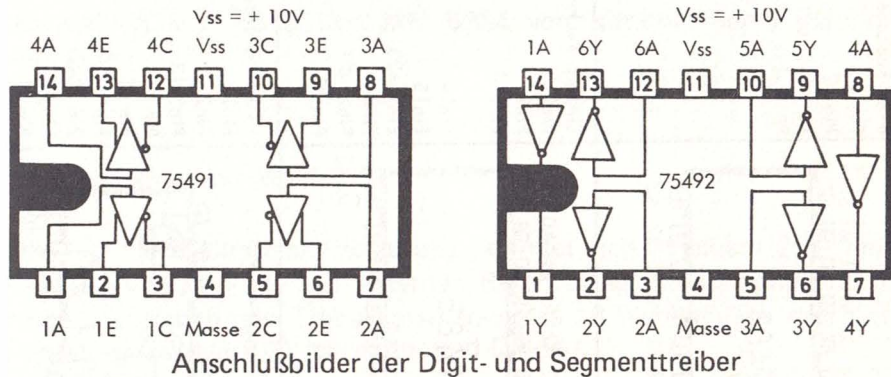 Vss = + 10V Vss = + 10V
4A 4E 4C Vss 3C 3E 3A 1A 6Y 6A Vss 5A 5Y 4A
14 13 12 11 10 9 8 14 13 12 11 10 9 8
75491 75492
1 2 3 4 5 6 7 1 2 3 4 5 6 7
1A 1E 1C Masse 2C 2E 2A 1Y 2Y 2A Masse 3A 3Y 4Y
Anschlußbilder der Digit- und Segmenttreiber